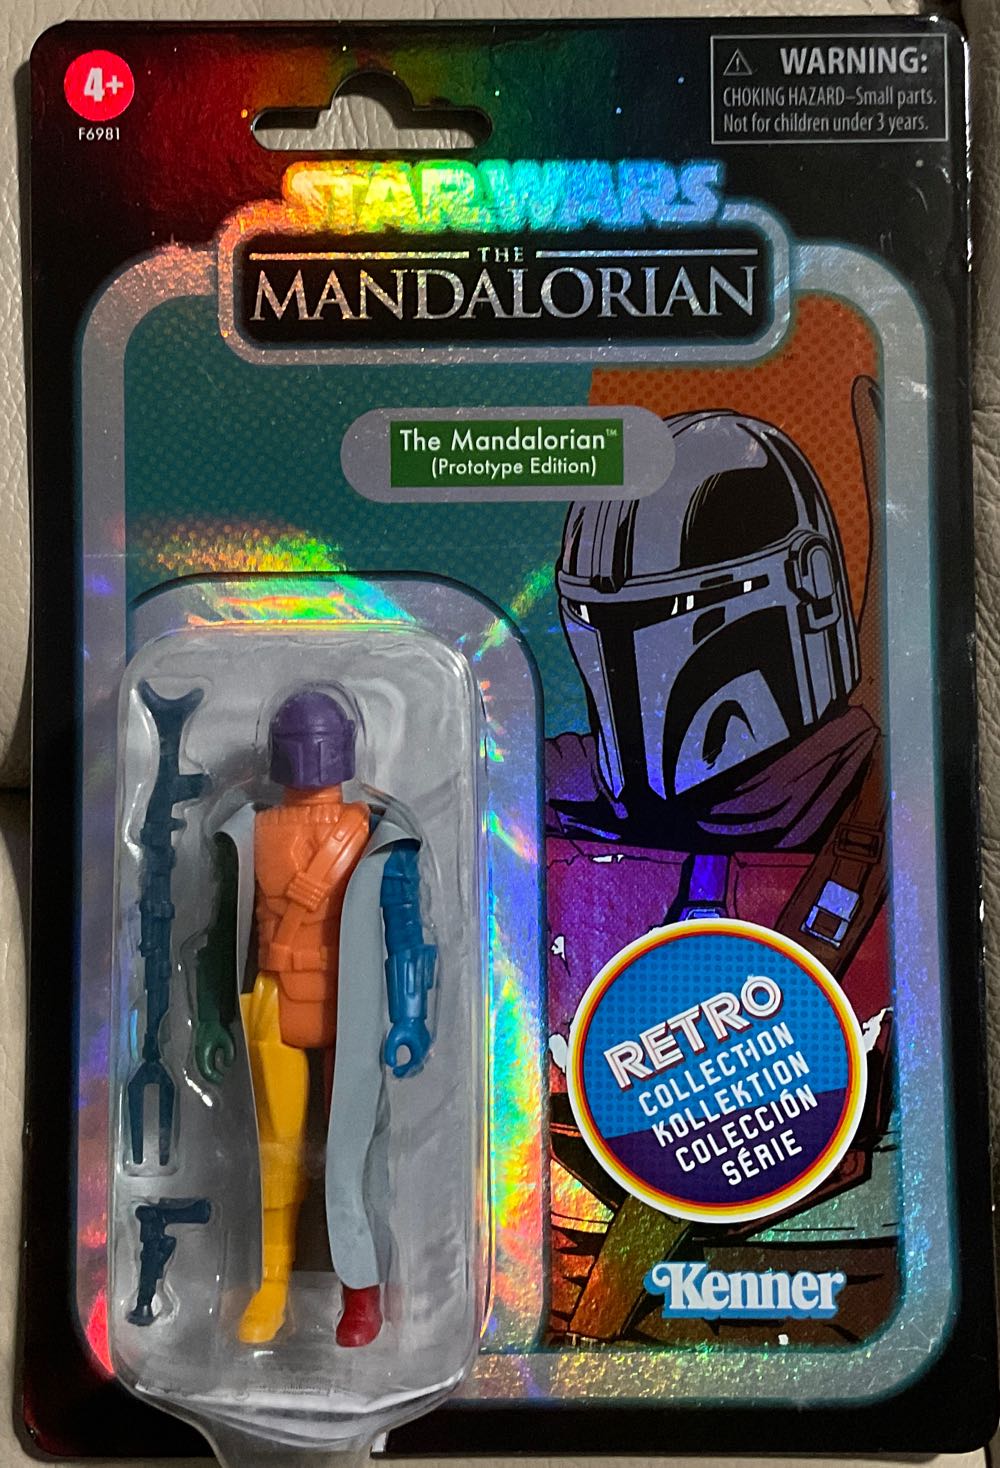 4+
F6981
WARNING:
CHOKING HAZARD–Small parts.
Not for children under 3 years.
STAR WARS
THE
MANDALORIAN
The Mandalorian™
(Prototype Edition)
RETRO
COLLECTION
KOLLEKTION
COLECCIÓN
SÉRIE
Kenner